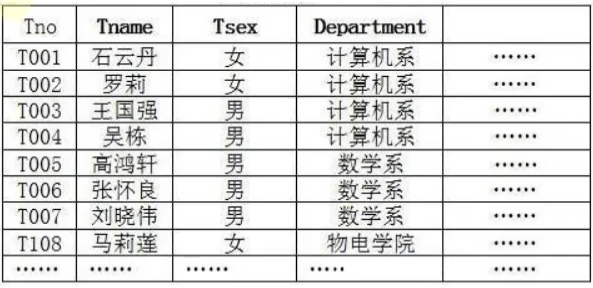 Tno Tname Tsex Department
T001 石云丹 女 计算机系 ……
T002 罗莉 女 计算机系 ……
T003 王国强 男 计算机系 ……
T004 吴栋 男 计算机系 ……
T005 高鸿轩 男 数学系 ……
T006 张怀良 男 数学系 ……
T007 刘晓伟 男 数学系 ……
T108 马莉莲 女 物电学院 ……
…… …… …… ….. ……